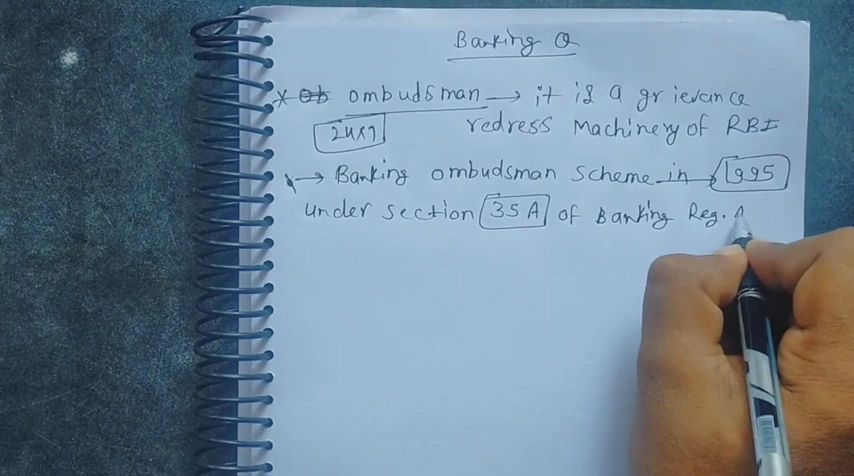 Banking O
* ombudsman → it is a grievance
24x7 redress Machinery of RBI
→ Banking ombudsman scheme in → 1995
under section 35 A of Banking Reg. A